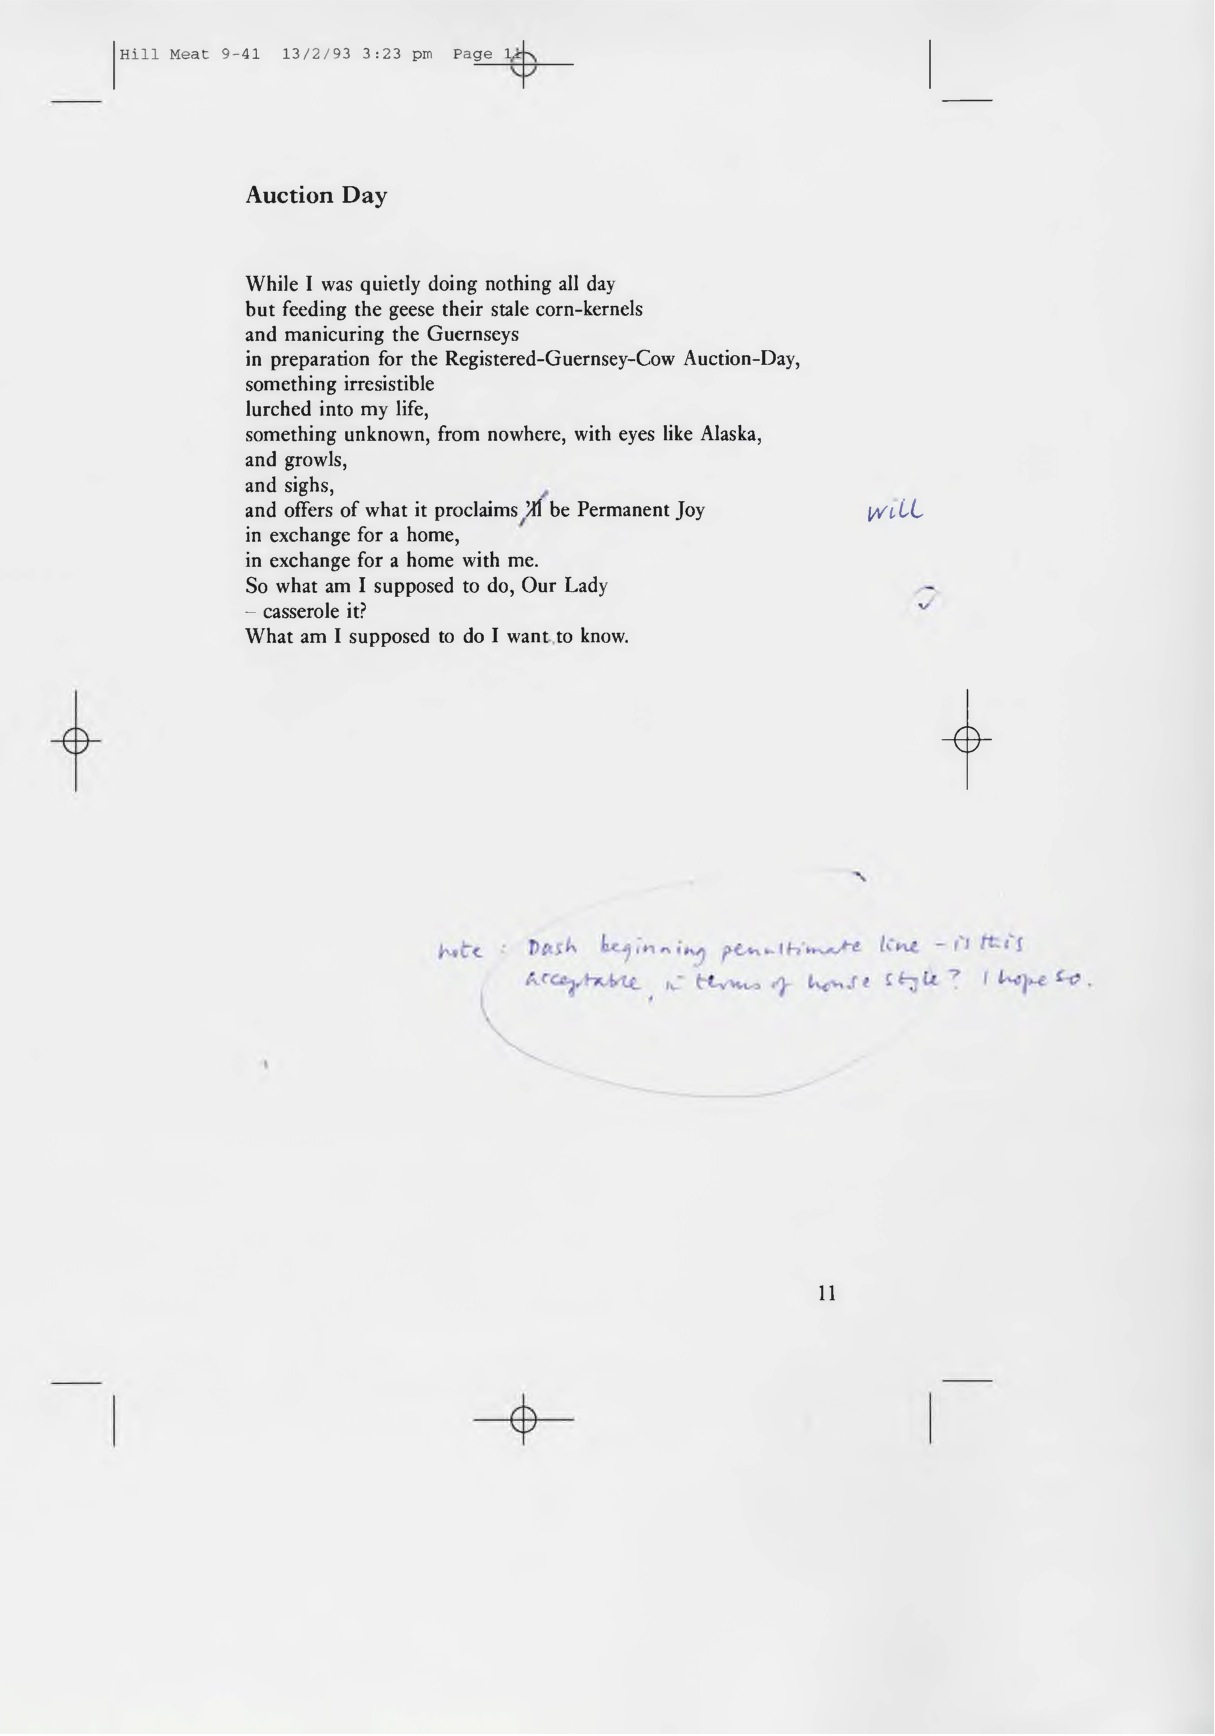 Hill Meat 9-41 13/2/93 3:23 pm Page 11
Auction Day
While I was quietly doing nothing all day
but feeding the geese their stale corn-kernels
and manicuring the Guernseys
in preparation for the Registered-Guernsey-Cow Auction-Day,
something irresistible
lurched into my life,
something unknown, from nowhere, with eyes like Alaska,
and growls,
and sighs,
and offers of what it proclaims ’ll be Permanent Joy will
in exchange for a home,
in exchange for a home with me.
So what am I supposed to do, Our Lady
– casserole it?
What am I supposed to do I want to know.
note : Dash beginning penultimate line – is this
acceptable, in terms of house style? I hope so.
11